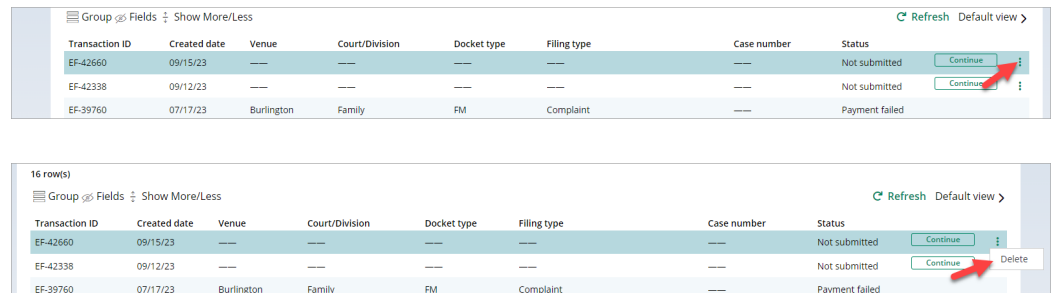 Group Fields Show More/Less Refresh Default view
Transaction ID Created date Venue Court/Division Docket type Filing type Case number Status
EF-42660 09/15/23 —— —— —— —— —— Not submitted Continue
EF-42338 09/12/23 —— —— —— —— —— Not submitted Continue
EF-39760 07/17/23 Burlington Family FM Complaint —— Payment failed
16 row(s)
Group Fields Show More/Less Refresh Default view
Transaction ID Created date Venue Court/Division Docket type Filing type Case number Status
EF-42660 09/15/23 —— —— —— —— —— Not submitted Continue
Delete
EF-42338 09/12/23 —— —— —— —— —— Not submitted Continue
EF-39760 07/17/23 Burlington Family FM Complaint —— Payment failed